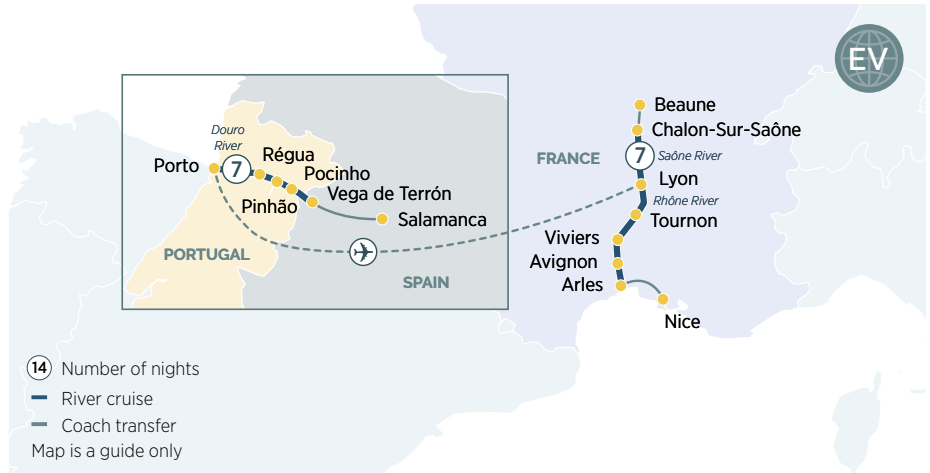 EV
Beaune
Chalon-Sur-Saône
7
Saône River
FRANCE
Lyon
Rhône River
Tournon
Viviers
Avignon
Arles
Nice
Douro
River
Porto
7
Régua
Pocinho
Pinhão
Vega de Terrón
Salamanca
PORTUGAL
SPAIN
14 Number of nights
River cruise
Coach transfer
Map is a guide only